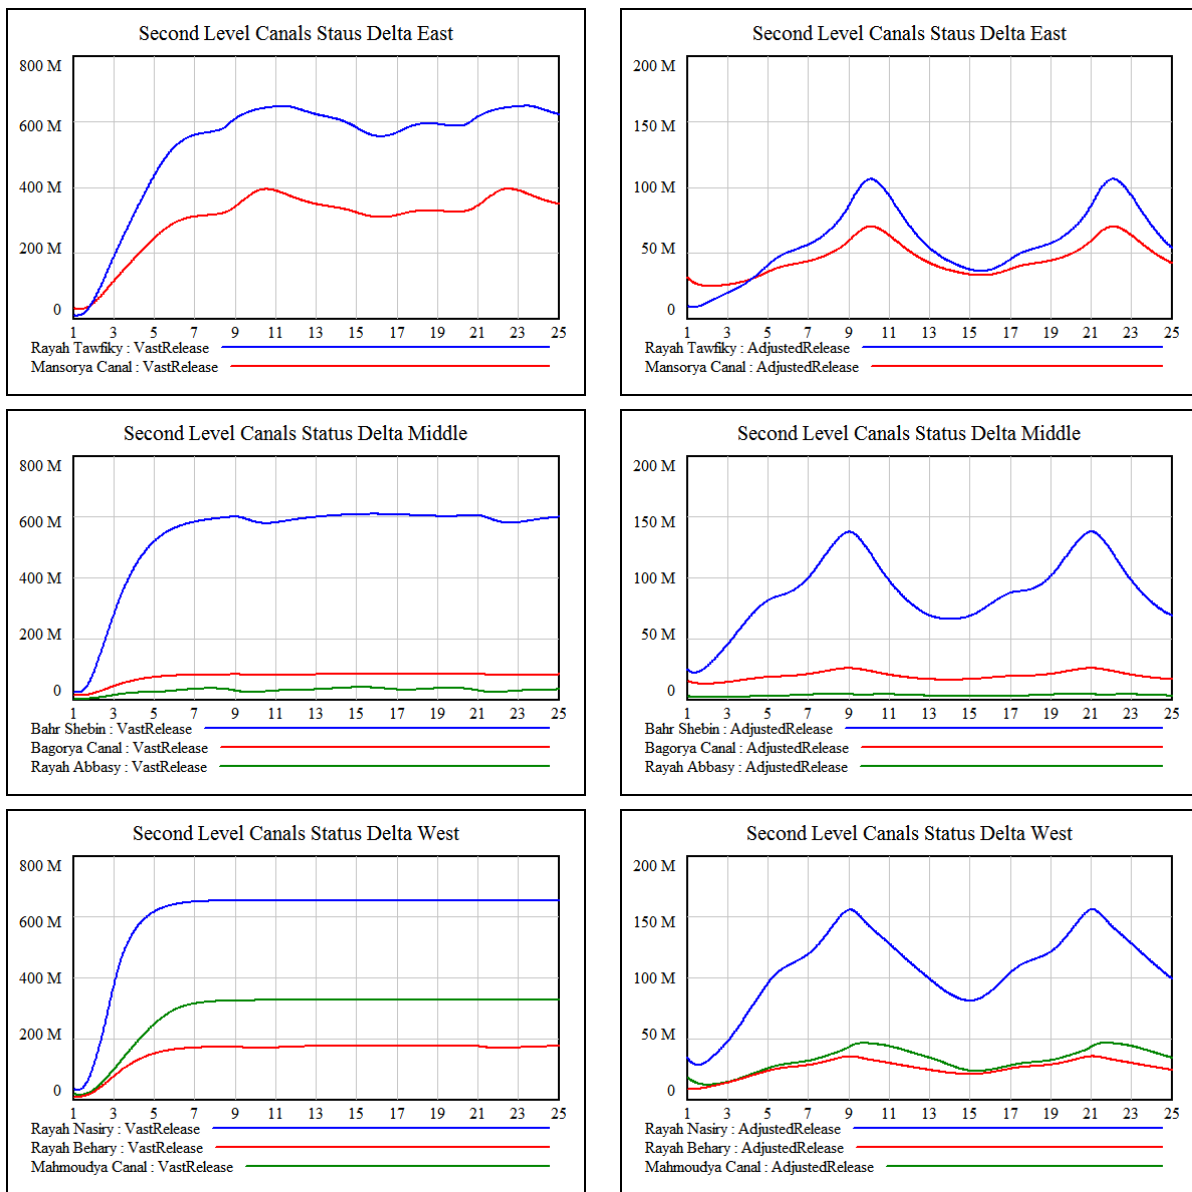 Second Level Canals Staus Delta East
800 M
600 M
400 M
200 M
0
1 3 5 7 9 11 13 15 17 19 21 23 25
Rayah Tawfiky : VastRelease
Mansorya Canal : VastRelease
Second Level Canals Staus Delta East
200 M
150 M
100 M
50 M
0
1 3 5 7 9 11 13 15 17 19 21 23 25
Rayah Tawfiky : AdjustedRelease
Mansorya Canal : AdjustedRelease
Second Level Canals Status Delta Middle
800 M
600 M
400 M
200 M
0
1 3 5 7 9 11 13 15 17 19 21 23 25
Bahr Shebin : VastRelease
Bagorya Canal : VastRelease
Rayah Abbasy : VastRelease
Second Level Canals Status Delta Middle
200 M
150 M
100 M
50 M
0
1 3 5 7 9 11 13 15 17 19 21 23 25
Bahr Shebin : AdjustedRelease
Bagorya Canal : AdjustedRelease
Rayah Abbasy : AdjustedRelease
Second Level Canals Status Delta West
800 M
600 M
400 M
200 M
0
1 3 5 7 9 11 13 15 17 19 21 23 25
Rayah Nasiry : VastRelease
Rayah Behary : VastRelease
Mahmoudya Canal : VastRelease
Second Level Canals Status Delta West
200 M
150 M
100 M
50 M
0
1 3 5 7 9 11 13 15 17 19 21 23 25
Rayah Nasiry : AdjustedRelease
Rayah Behary : AdjustedRelease
Mahmoudya Canal : AdjustedRelease